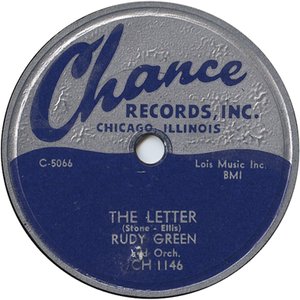 Chance
RECORDS, INC.
CHICAGO, ILLINOIS
C-5066
Lois Music Inc.
BMI
THE LETTER
(Stone - Ellis)
RUDY GREEN
and Orch.
CH 1146